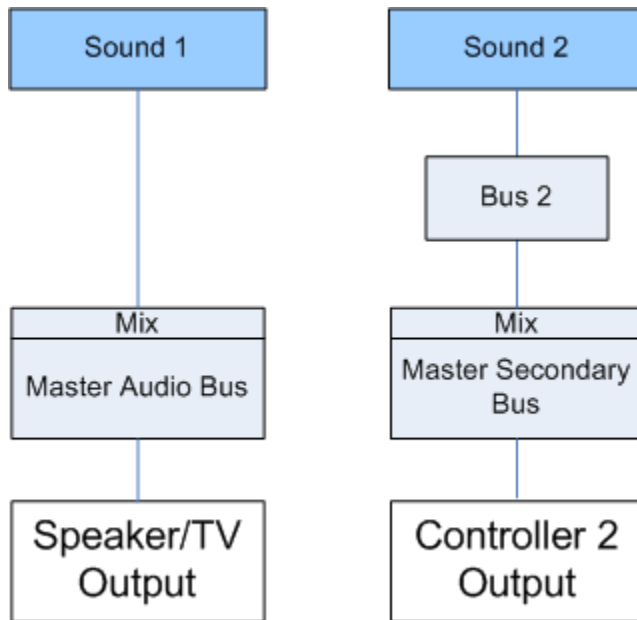 Sound 1
Sound 2
Bus 2
Mix
Master Audio Bus
Mix
Master Secondary
Bus
Speaker/TV
Output
Controller 2
Output